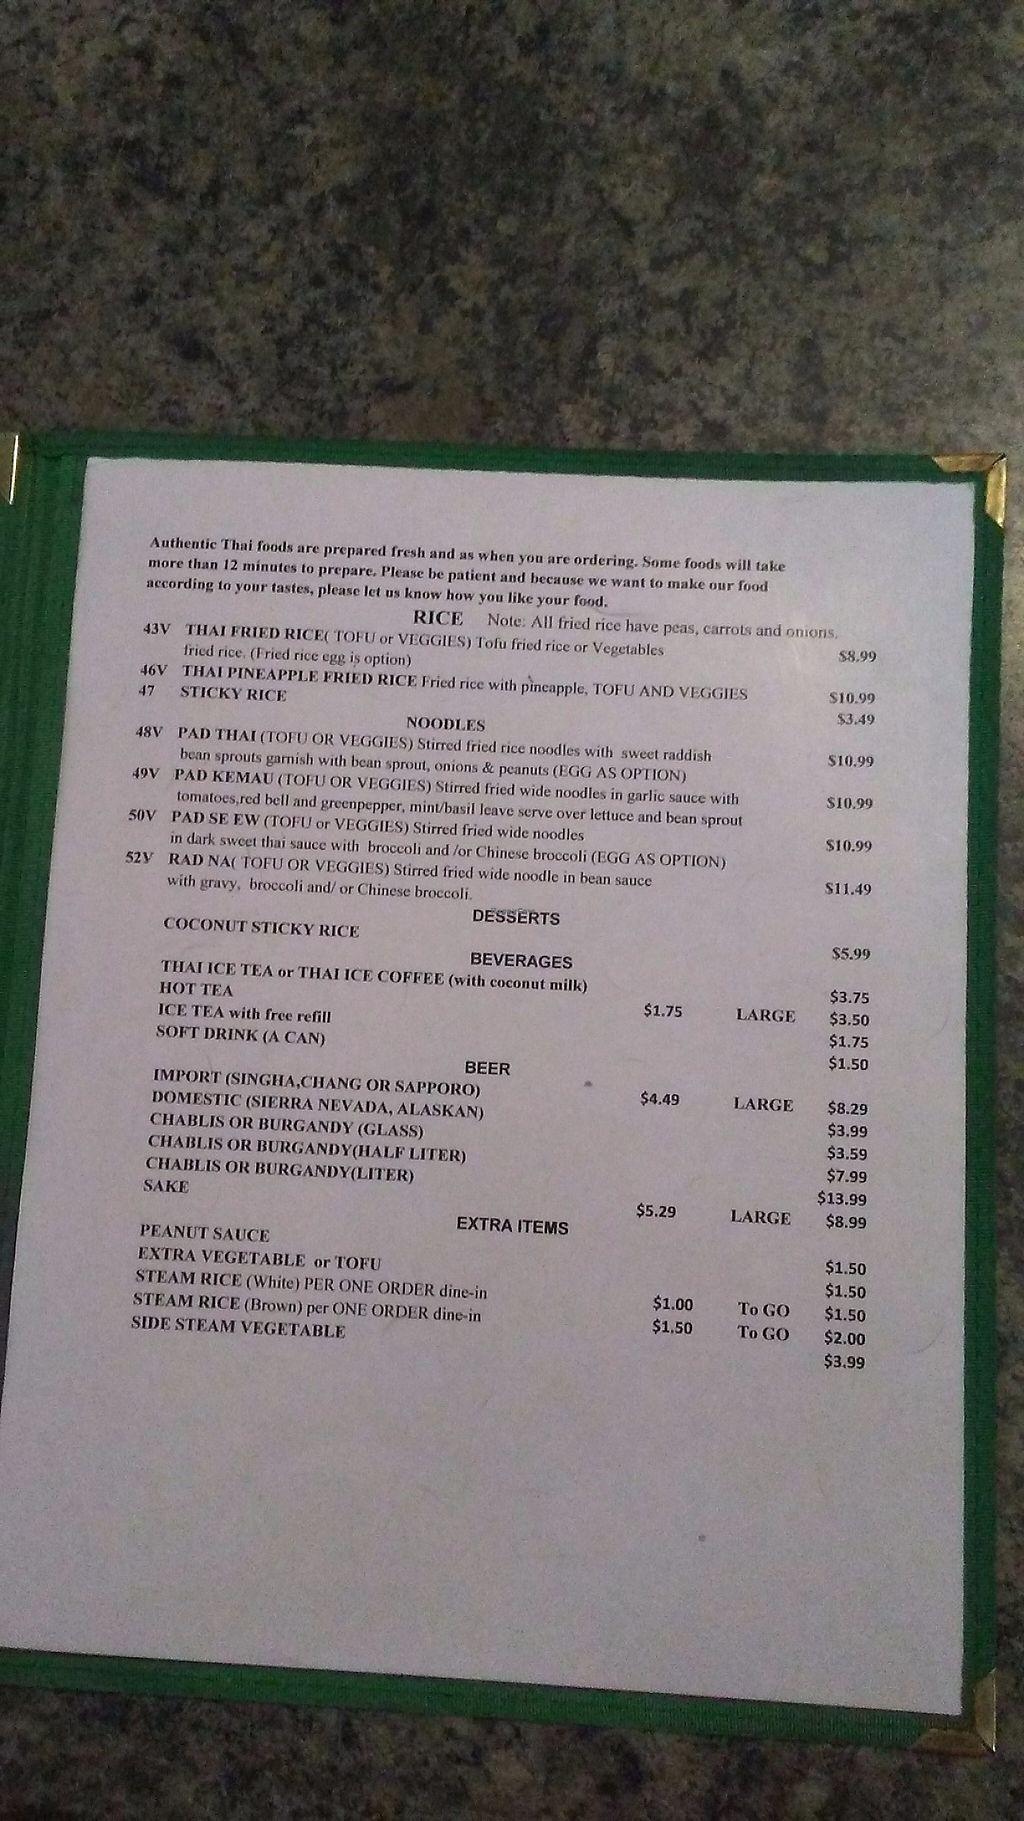 Authentic Thai foods are prepared fresh and as when you are ordering. Some foods will take
more than 12 minutes to prepare. Please be patient and because we want to make our food
according to your tastes, please let us know how you like your food.
RICE Note: All fried rice have peas, carrots and onions.
43V THAI FRIED RICE( TOFU or VEGGIES) Tofu fried rice or Vegetables $8.99
fried rice. (Fried rice egg is option)
46V THAI PINEAPPLE FRIED RICE Fried rice with pineapple, TOFU AND VEGGIES $10.99
47 STICKY RICE $3.49
NOODLES
48V PAD THAI (TOFU OR VEGGIES) Stirred fried rice noodles with sweet raddish $10.99
bean sprouts garnish with bean sprout, onions & peanuts (EGG AS OPTION)
49V PAD KEMAU (TOFU OR VEGGIES) Stirred fried wide noodles in garlic sauce with $10.99
tomatoes,red bell and greenpepper, mint/basil leave serve over lettuce and bean sprout
50V PAD SE EW (TOFU or VEGGIES) Stirred fried wide noodles $10.99
in dark sweet thai sauce with broccoli and /or Chinese broccoli (EGG AS OPTION)
52V RAD NA( TOFU OR VEGGIES) Stirred fried wide noodle in bean sauce $11.49
with gravy, broccoli and/ or Chinese broccoli.
DESSERTS
COCONUT STICKY RICE $5.99
BEVERAGES
THAI ICE TEA or THAI ICE COFFEE (with coconut milk) $3.75
HOT TEA $1.75 LARGE $3.50
ICE TEA with free refill $1.75
SOFT DRINK (A CAN) $1.50
BEER
IMPORT (SINGHA,CHANG OR SAPPORO) $4.49 LARGE $8.29
DOMESTIC (SIERRA NEVADA, ALASKAN) $3.99
CHABLIS OR BURGANDY (GLASS) $3.59
CHABLIS OR BURGANDY(HALF LITER) $7.99
CHABLIS OR BURGANDY(LITER) $13.99
SAKE $5.29 LARGE $8.99
EXTRA ITEMS
PEANUT SAUCE $1.50
EXTRA VEGETABLE or TOFU $1.50
STEAM RICE (White) PER ONE ORDER dine-in $1.00 To GO $1.50
STEAM RICE (Brown) per ONE ORDER dine-in $1.50 To GO $2.00
SIDE STEAM VEGETABLE $3.99